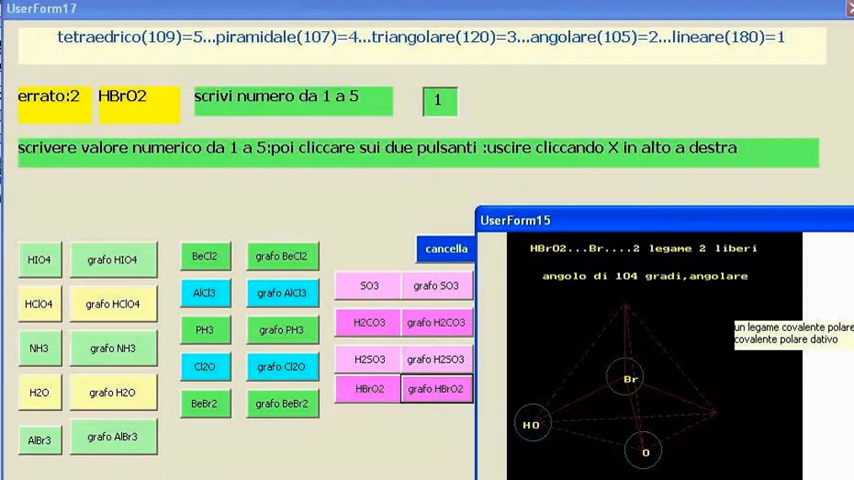 UserForm17
tetraedrico(109)=5...piramidale(107)=4...triangolare(120)=3...angolare(105)=2...lineare(180)=1
errato:2 HBrO2 scrivi numero da 1 a 5 1
scrivere valore numerico da 1 a 5:poi cliccare sui due pulsanti :uscire cliccando X in alto a destra
HIO4 grafo HIO4
HClO4 grafo HClO4
NH3 grafo NH3
H2O grafo H2O
AlBr3 grafo AlBr3
BeCl2 grafo BeCl2
AlCl3 grafo AlCl3
PH3 grafo PH3
Cl2O grafo Cl2O
BeBr2 grafo BeBr2
cancella
SO3 grafo SO3
H2CO3 grafo H2CO3
H2SO3 grafo H2SO3
HBrO2 grafo HBrO2
UserForm15
HBrO2...Br....2 legame 2 liberi
angolo di 104 gradi,angolare
un legame covalente polare
covalente polare dativo
Br
HO
O